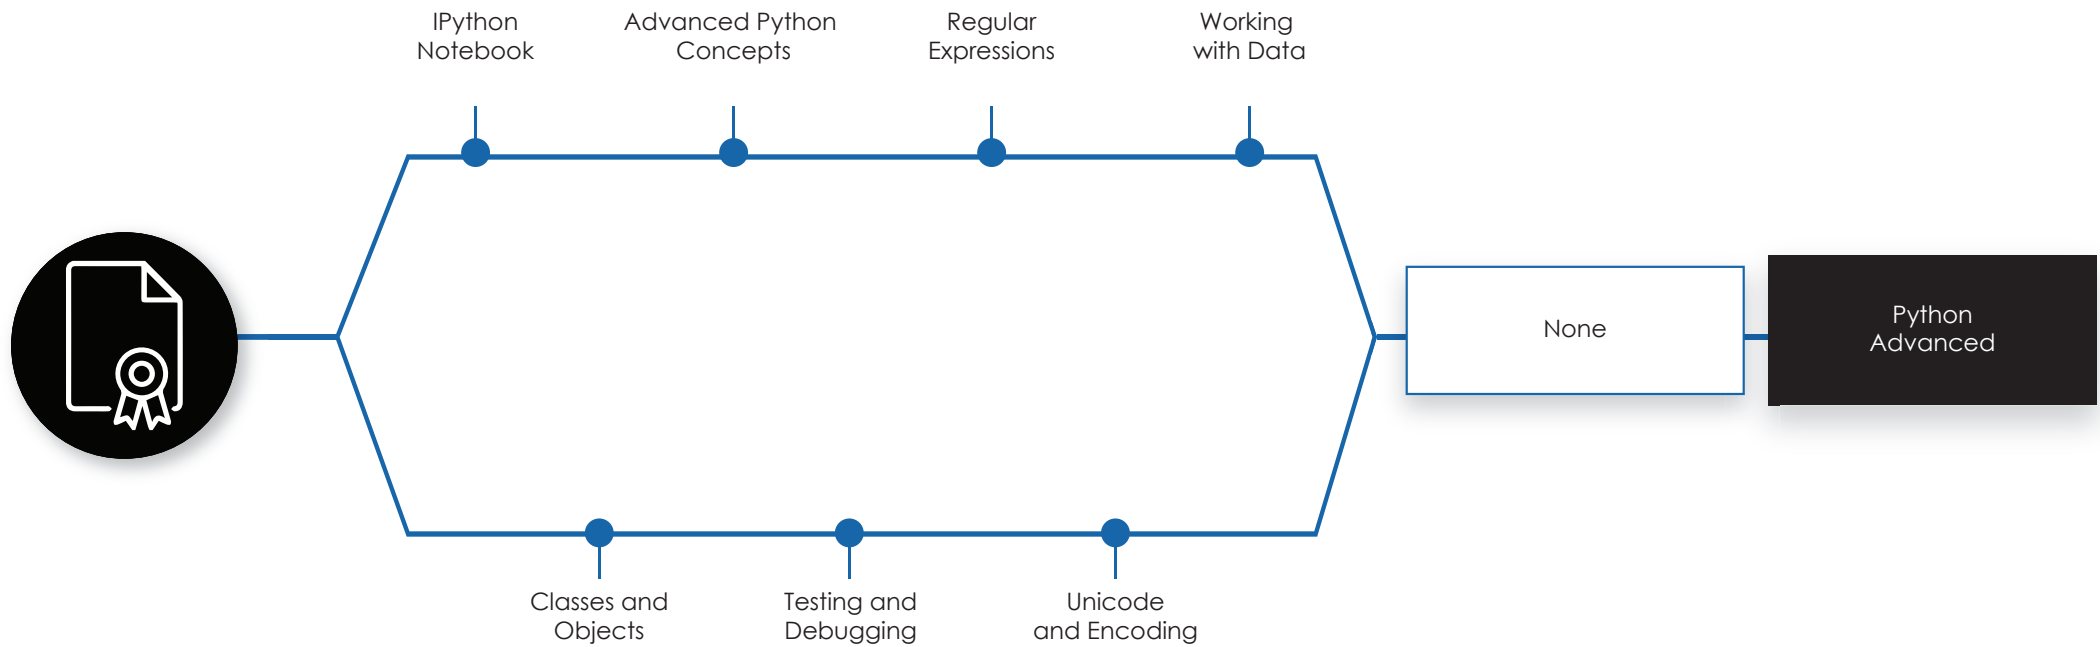 IPython
Notebook
Advanced Python
Concepts
Regular
Expressions
Working
with Data
None
Python
Advanced
Classes and
Objects
Testing and
Debugging
Unicode
and Encoding